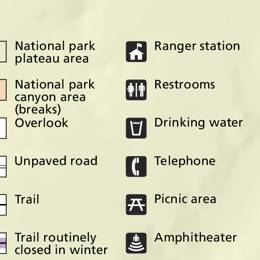 National park
plateau area
National park
canyon area
(breaks)
Overlook
Unpaved road
Trail
Trail routinely
closed in winter
Ranger station
Restrooms
Drinking water
Telephone
Picnic area
Amphitheater